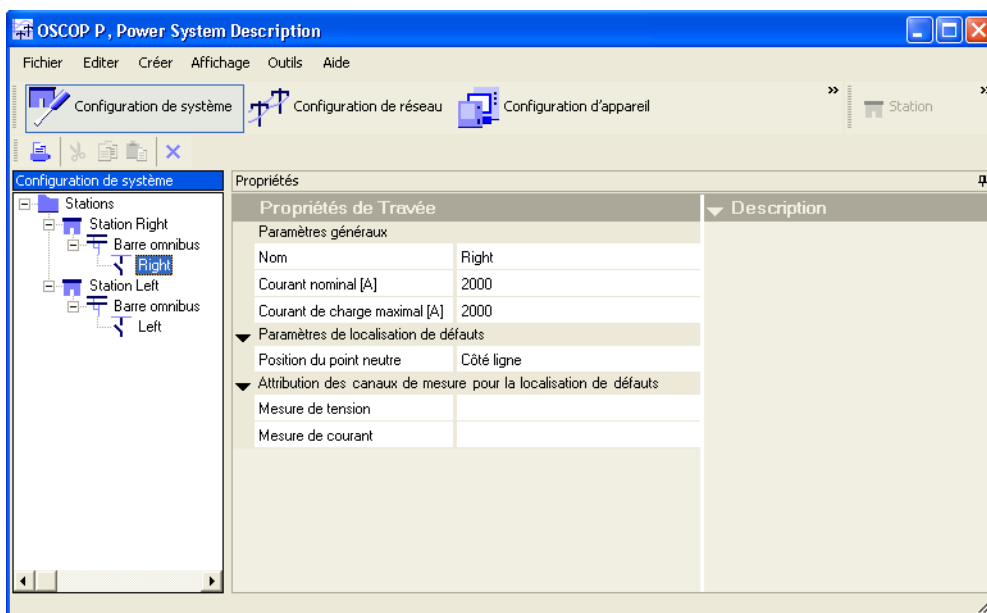 OSCOP P, Power System Description
Fichier Editer Créer Affichage Outils Aide
Configuration de système Configuration de réseau Configuration d'appareil » Station »
Configuration de système
Stations
Station Right
Barre omnibus
Right
Station Left
Barre omnibus
Left
Propriétés
Propriétés de Travée
Paramètres généraux
Nom Right
Courant nominal [A] 2000
Courant de charge maximal [A] 2000
Paramètres de localisation de défauts
Position du point neutre Côté ligne
Attribution des canaux de mesure pour la localisation de défauts
Mesure de tension
Mesure de courant
Description